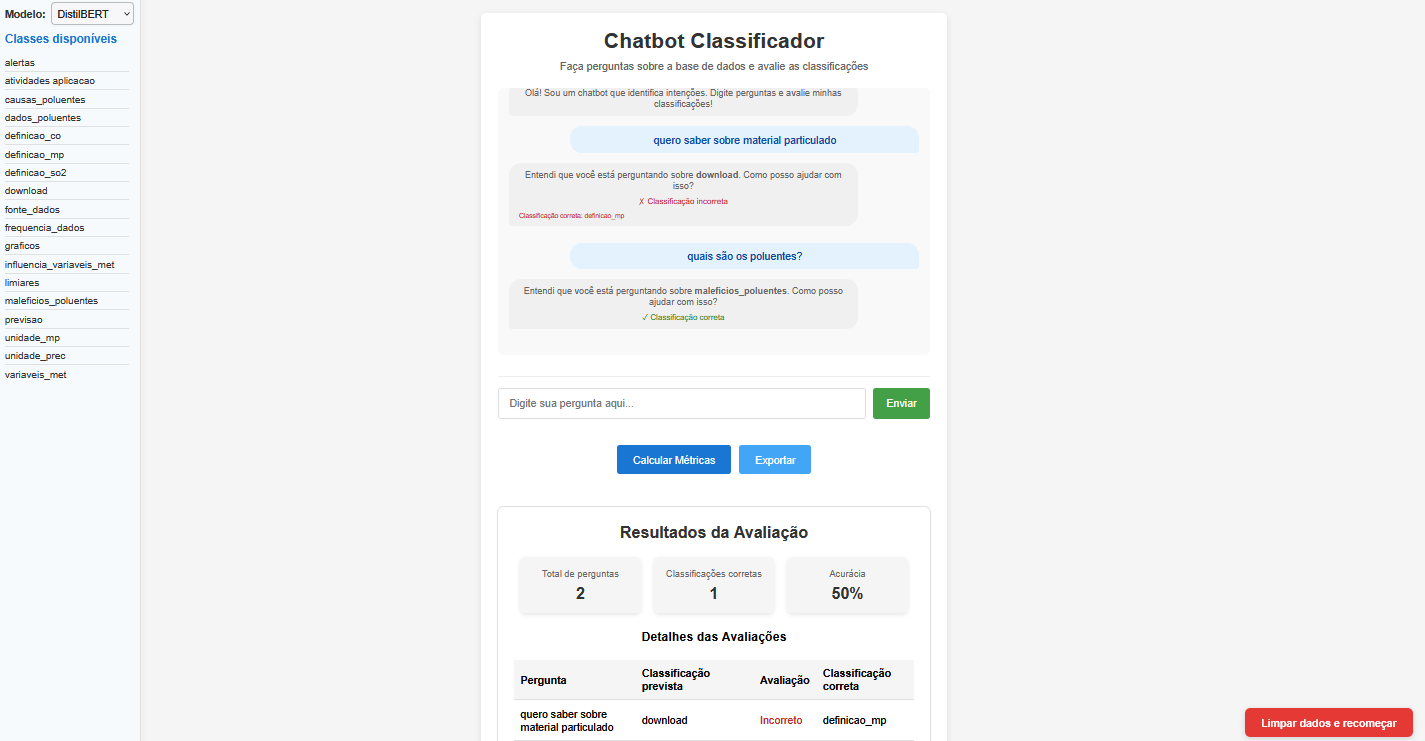 Modelo: DistilBERT
Classes disponíveis
alertas
atividades aplicacao
causas_poluentes
dados_poluentes
definicao_co
definicao_mp
definicao_so2
download
fonte_dados
frequencia_dados
graficos
influencia_variaveis_met
limiares
maleficios_poluentes
previsao
unidade_mp
unidade_prec
variaveis_met
Chatbot Classificador
Faça perguntas sobre a base de dados e avalie as classificações
Olá! Sou um chatbot que identifica intenções. Digite perguntas e avalie minhas
classificações!
quero saber sobre material particulado
Entendi que você está perguntando sobre download. Como posso ajudar com
isso?
✗ Classificação incorreta
Classificação correta: definicao_mp
quais são os poluentes?
Entendi que você está perguntando sobre maleficios_poluentes. Como posso
ajudar com isso?
✓ Classificação correta
Digite sua pergunta aqui...
Enviar
Calcular Métricas
Exportar
Resultados da Avaliação
Total de perguntas
2
Classificações corretas
1
Acurácia
50%
Detalhes das Avaliações
Pergunta
Classificação
prevista
Avaliação
Classificação
correta
quero saber sobre
material particulado
download
Incorreto
definicao_mp
Limpar dados e recomeçar